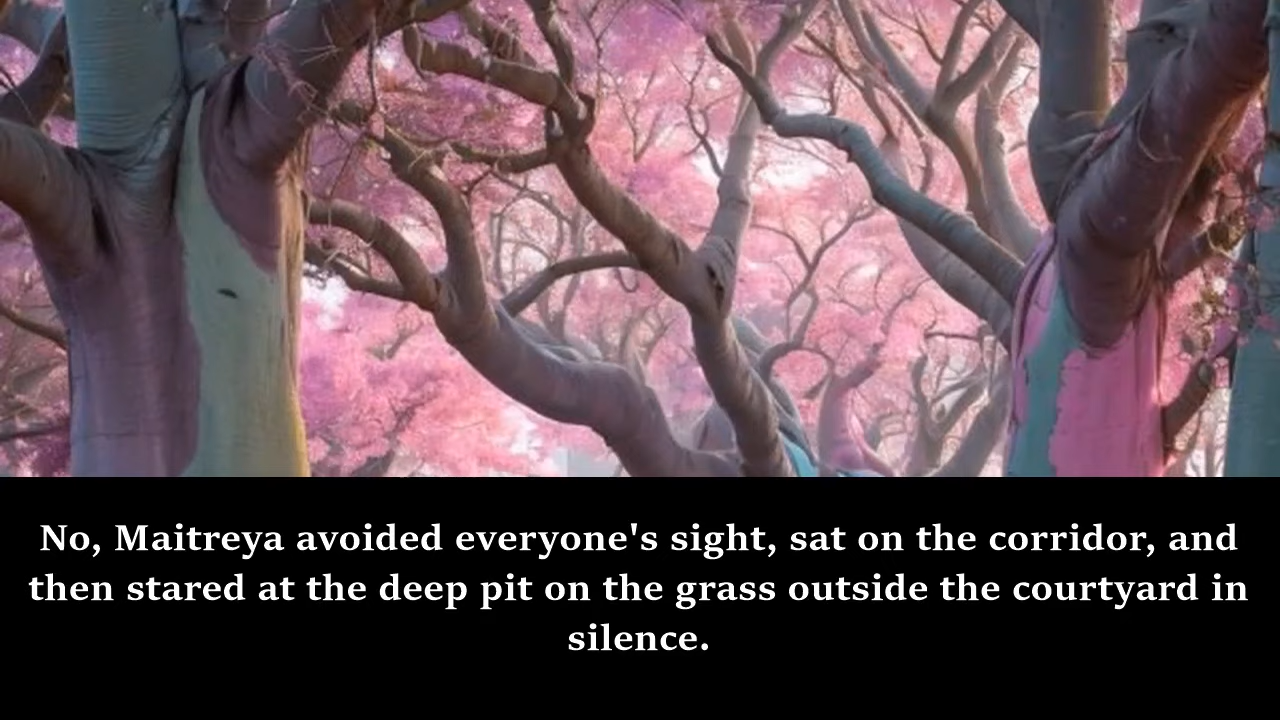 No, Maitreya avoided everyone's sight, sat on the corridor, and
then stared at the deep pit on the grass outside the courtyard in
silence.